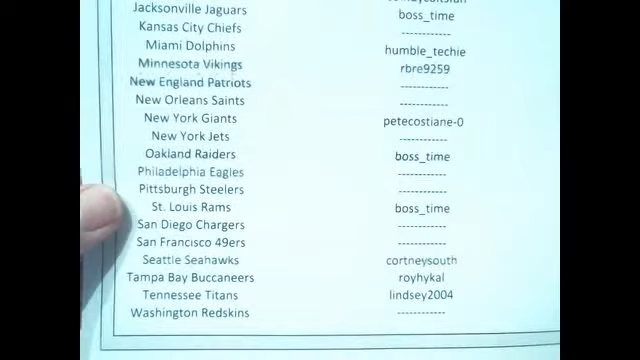 Jacksonville Jaguars boss_time
Kansas City Chiefs ------------
Miami Dolphins humble_techie
Minnesota Vikings rbre9259
New England Patriots ------------
New Orleans Saints ------------
New York Giants petecostiane-0
New York Jets ------------
Oakland Raiders boss_time
Philadelphia Eagles ------------
Pittsburgh Steelers ------------
St. Louis Rams boss_time
San Diego Chargers ------------
San Francisco 49ers ------------
Seattle Seahawks cortneysouth
Tampa Bay Buccaneers royhykal
Tennessee Titans lindsey2004
Washington Redskins ------------